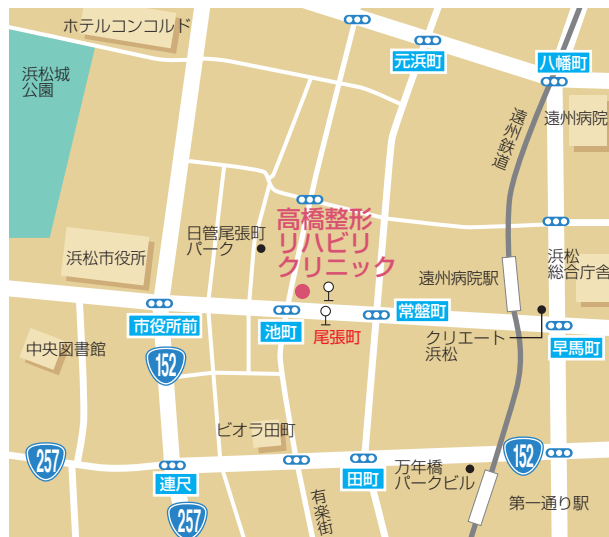 ホテルコンコルド
元浜町
八幡町
浜松城
公園
遠州病院
遠州鉄道
高橋整形
リハビリ
クリニック
日管尾張町
パーク
浜松市役所
遠州病院駅
浜松
総合庁舎
市役所前
池町
尾張町
常盤町
クリエート
浜松
早馬町
中央図書館
152
ビオラ田町
257
連尺
田町
万年橋
パークビル
152
257
有楽街
第一通り駅